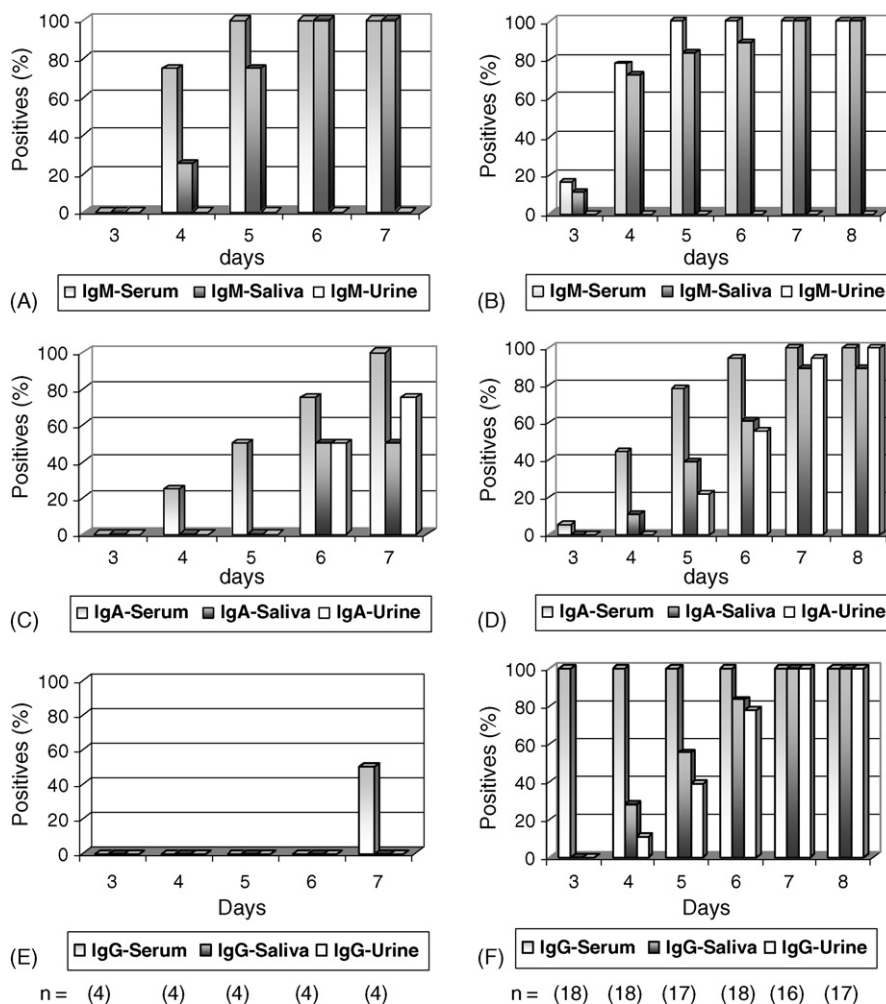 100
80
60
40
20
0
Positives (%)
3 4 5 6 7
days
(A) IgM-Serum IgM-Saliva IgM-Urine
100
80
60
40
20
0
Positives (%)
3 4 5 6 7 8
days
(B) IgM-Serum IgM-Saliva IgM-Urine
100
80
60
40
20
0
Positives (%)
3 4 5 6 7
days
(C) IgA-Serum IgA-Saliva IgA-Urine
100
80
60
40
20
0
Positives (%)
3 4 5 6 7 8
days
(D) IgA-Serum IgA-Saliva IgA-Urine
100
80
60
40
20
0
Positives (%)
3 4 5 6 7
Days
(E) IgG-Serum IgG-Saliva IgG-Urine
n = (4) (4) (4) (4) (4)
100
80
60
40
20
0
Positives (%)
3 4 5 6 7 8
Days
(F) IgG-Serum IgG-Saliva IgG-Urine
n = (18) (18) (17) (18) (16) (17)